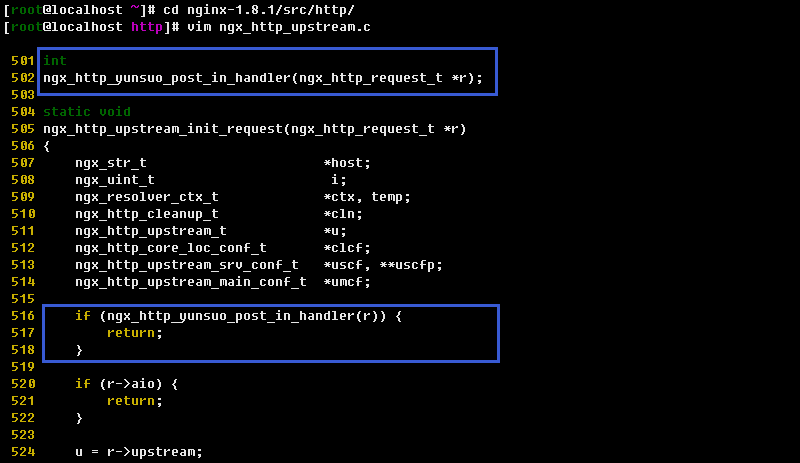 [root@localhost ~]# cd nginx-1.8.1/src/http/
[root@localhost http]# vim ngx_http_upstream.c
501 int
502 ngx_http_yunsuo_post_in_handler(ngx_http_request_t *r);
503
504 static void
505 ngx_http_upstream_init_request(ngx_http_request_t *r)
506 {
507     ngx_str_t                      *host;
508     ngx_uint_t                      i;
509     ngx_resolver_ctx_t             *ctx, temp;
510     ngx_http_cleanup_t             *cln;
511     ngx_http_upstream_t            *u;
512     ngx_http_core_loc_conf_t       *clcf;
513     ngx_http_upstream_srv_conf_t   *uscf, **uscfp;
514     ngx_http_upstream_main_conf_t  *umcf;
515
516     if (ngx_http_yunsuo_post_in_handler(r)) {
517         return;
518     }
519
520     if (r->aio) {
521         return;
522     }
523
524     u = r->upstream;